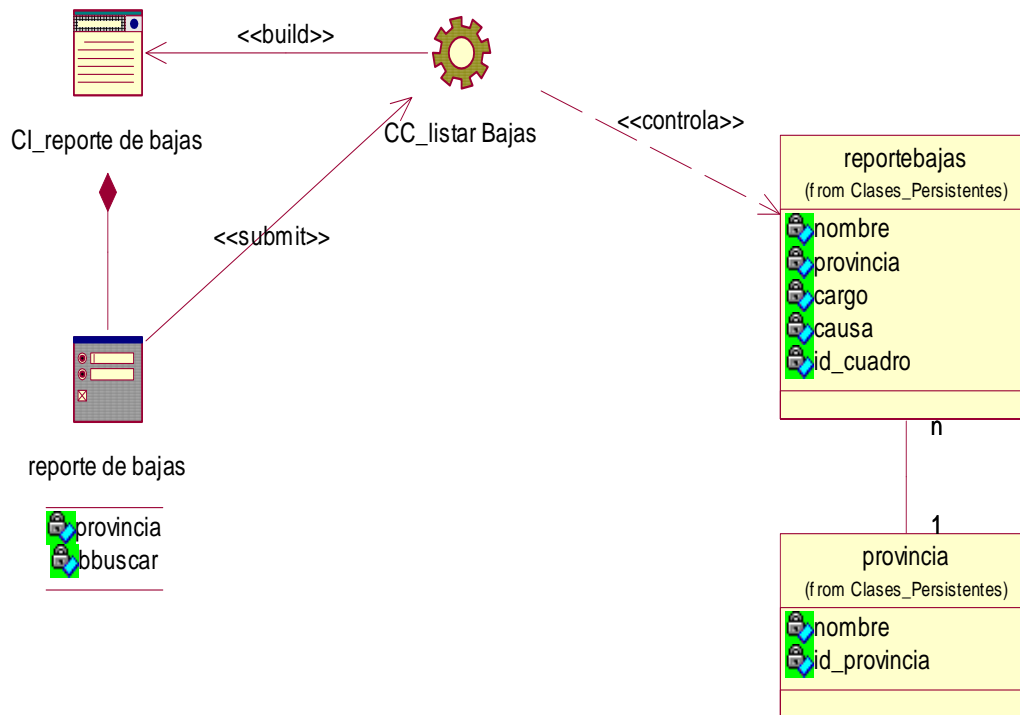 <<build>>
CI_reporte de bajas
CC_listar Bajas
<<controla>>
<<submit>>
reportebajas
(from Clases_Persistentes)
nombre
provincia
cargo
causa
id_cuadro
n
1
reporte de bajas
provincia
bbuscar
provincia
(from Clases_Persistentes)
nombre
id_provincia